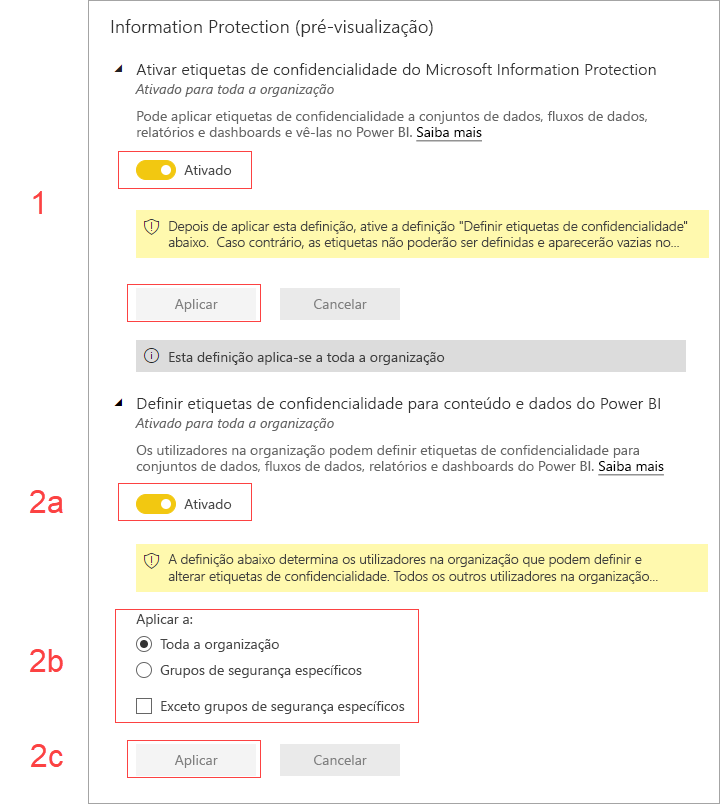 Information Protection (pré-visualização)
Ativar etiquetas de confidencialidade do Microsoft Information Protection
Ativado para toda a organização
Pode aplicar etiquetas de confidencialidade a conjuntos de dados, fluxos de dados,
relatórios e dashboards e vê-las no Power BI. Saiba mais
Ativado
1
Depois de aplicar esta definição, ative a definição "Definir etiquetas de confidencialidade"
abaixo.  Caso contrário, as etiquetas não poderão ser definidas e aparecerão vazias no...
Aplicar Cancelar
Esta definição aplica-se a toda a organização
Definir etiquetas de confidencialidade para conteúdo e dados do Power BI
Ativado para toda a organização
Os utilizadores na organização podem definir etiquetas de confidencialidade para
conjuntos de dados, fluxos de dados, relatórios e dashboards do Power BI. Saiba mais
2a Ativado
A definição abaixo determina os utilizadores na organização que podem definir e
alterar etiquetas de confidencialidade. Todos os outros utilizadores na organização...
Aplicar a:
Toda a organização
2b Grupos de segurança específicos
Exceto grupos de segurança específicos
2c Aplicar Cancelar